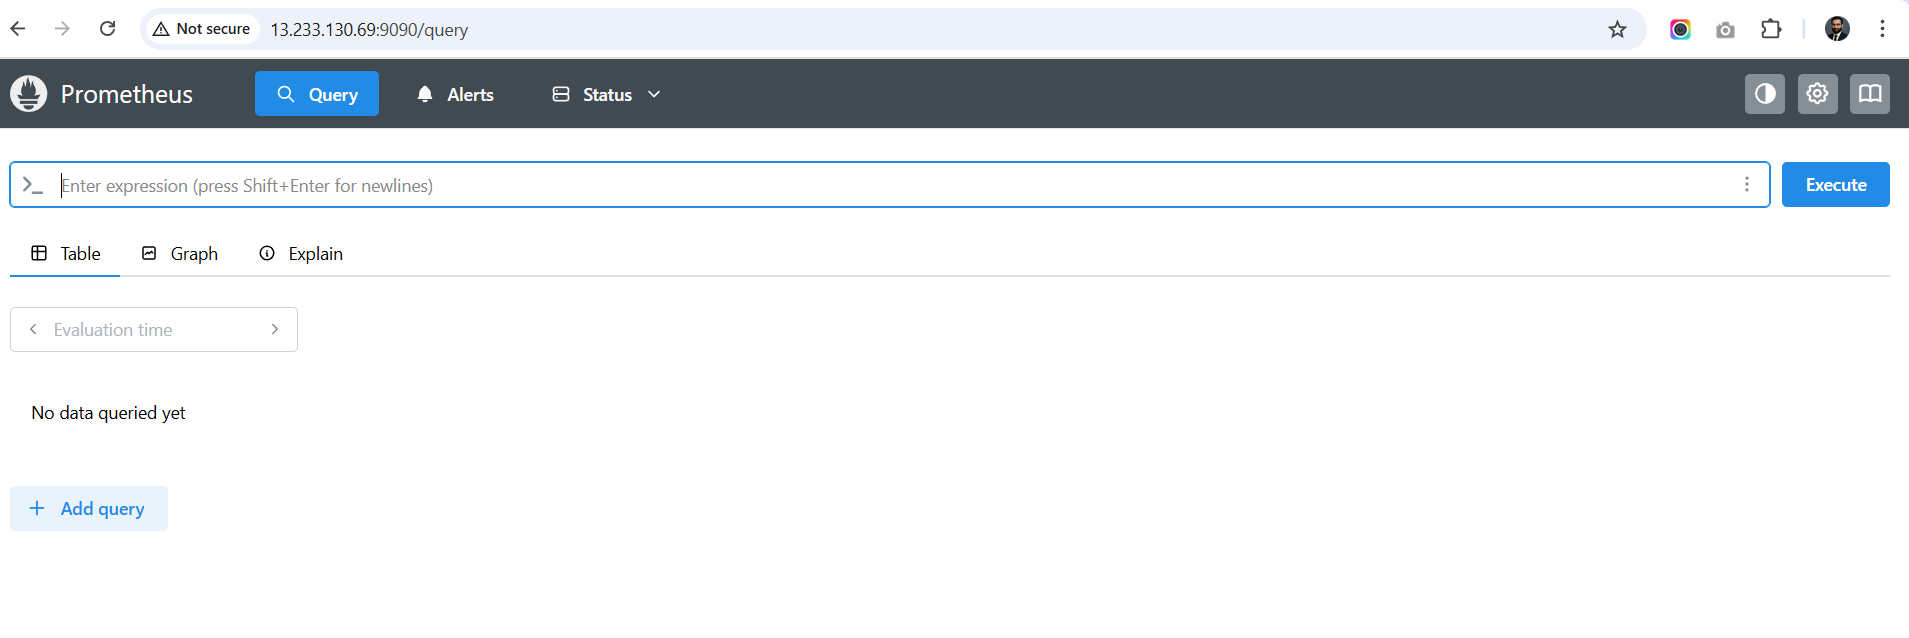 Not secure 13.233.130.69:9090/query
Prometheus Query Alerts Status
Enter expression (press Shift+Enter for newlines) Execute
Table Graph Explain
Evaluation time
No data queried yet
Add query